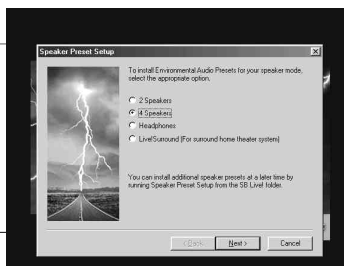 Speaker Preset Setup
To install Environmental Audio Presets for your speaker mode,
select the appropriate option.
2 Speakers
4 Speakers
Headphones
Live!Surround (For surround home theater system)
You can install additional speaker presets at a later time by
running Speaker Preset Setup from the SB Live! folder.
< Back
Next >
Cancel